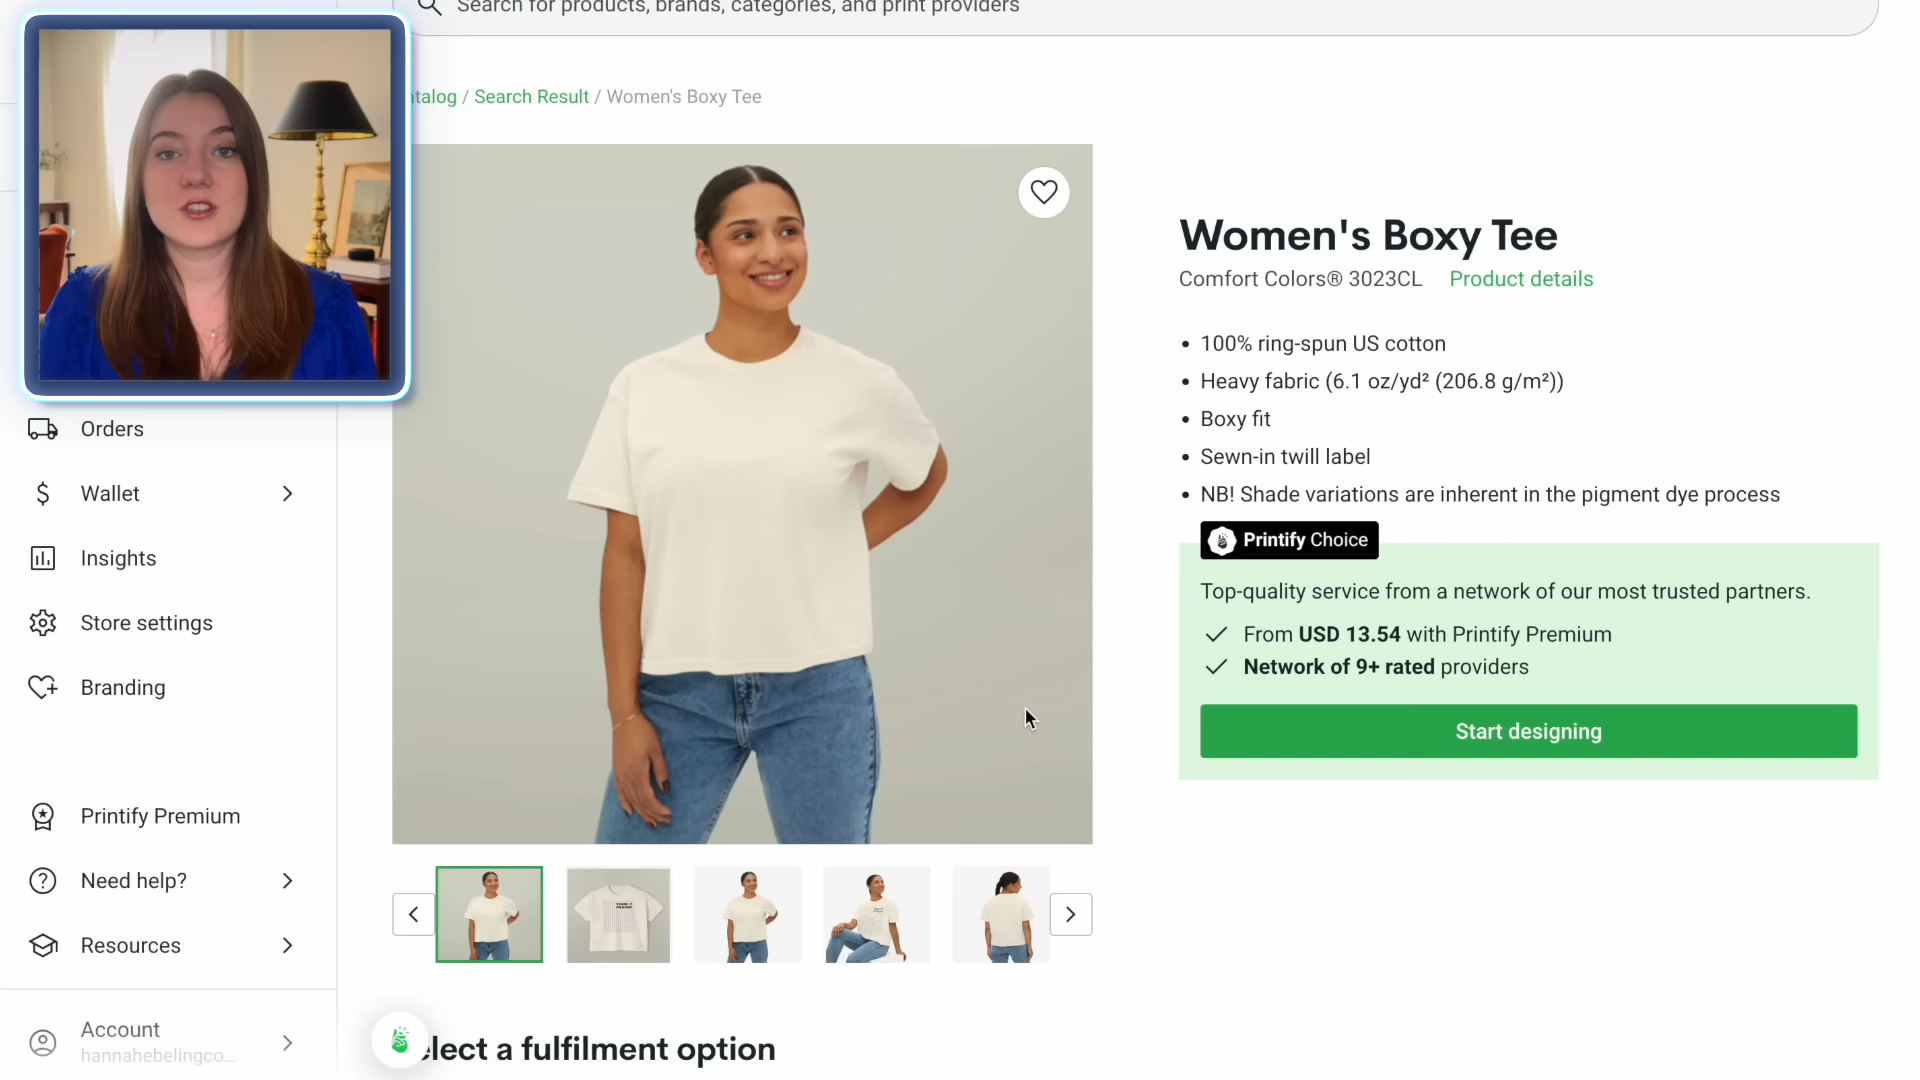 Search for products, brands, categories, and print providers
/ Search Result / Women's Boxy Tee
Women's Boxy Tee
Comfort Colors® 3023CL Product details
• 100% ring-spun US cotton
• Heavy fabric (6.1 oz/yd² (206.8 g/m²))
• Boxy fit
• Sewn-in twill label
• NB! Shade variations are inherent in the pigment dye process
Printify Choice
Top-quality service from a network of our most trusted partners.
From USD 13.54 with Printify Premium
Network of 9+ rated providers
Start designing
Orders
Wallet
Insights
Store settings
Branding
Printify Premium
Need help?
Resources
Account
hannahebelingco...
elect a fulfilment option